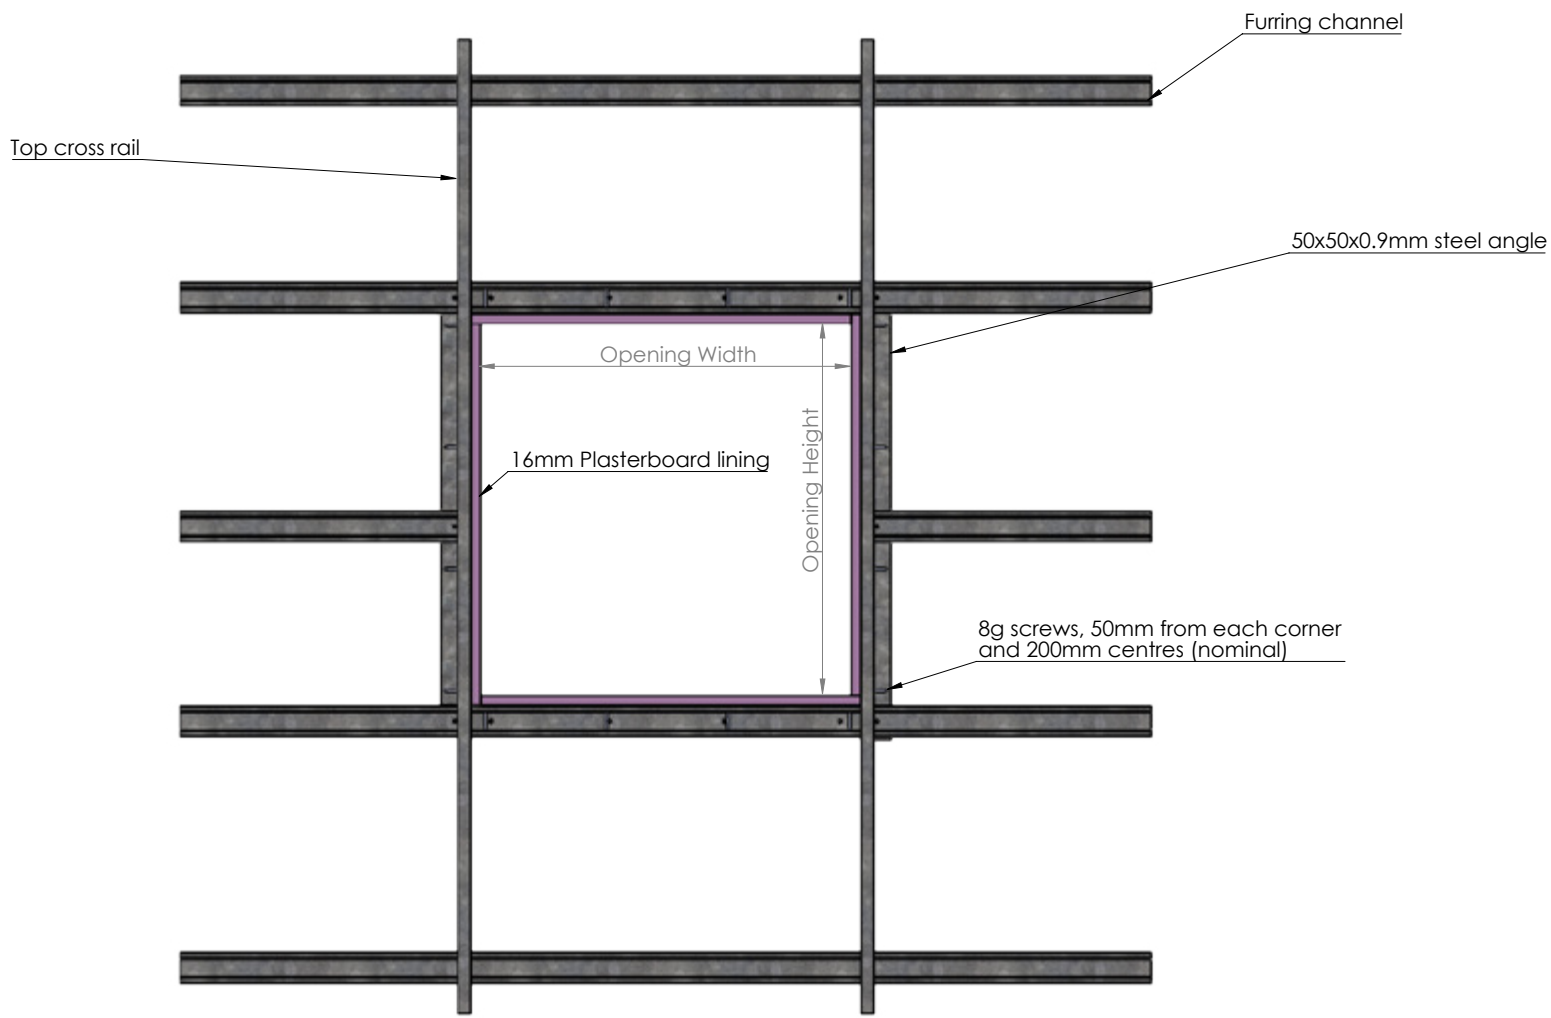 Furring channel
Top cross rail
50x50x0.9mm steel angle
Opening Width
Opening Height
16mm Plasterboard lining
8g screws, 50mm from each corner
and 200mm centres (nominal)